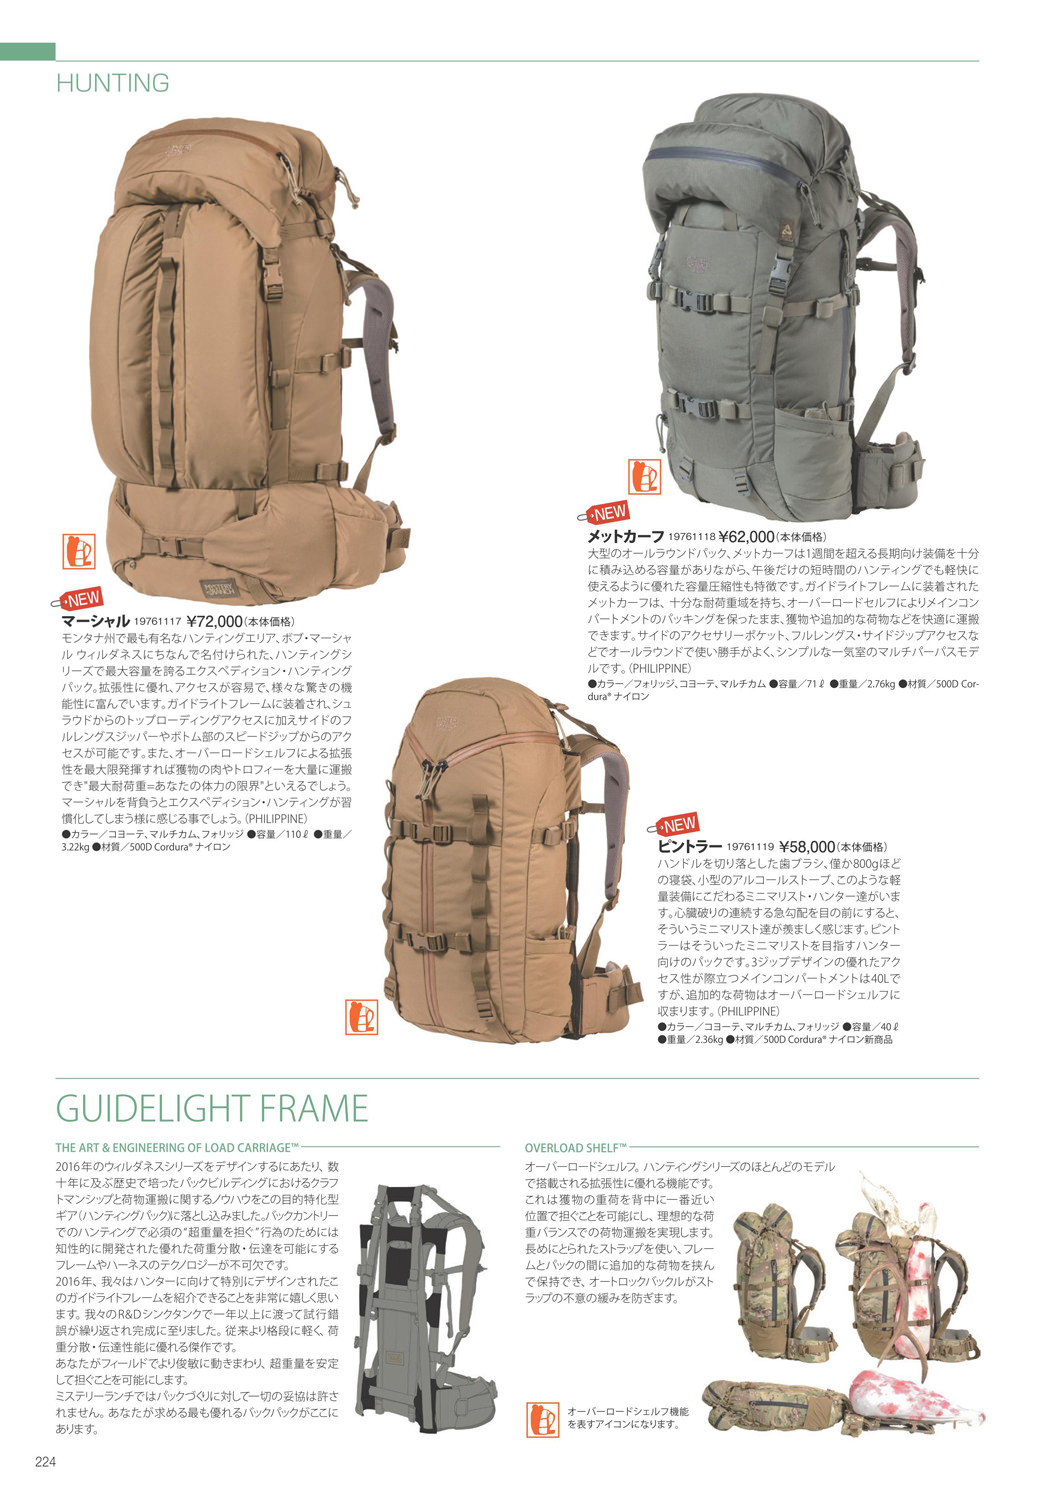 HUNTING
MYSTERY
RANCH
NEW
マーシャル 19761117 ¥72,000(本体価格)
モンタナ州で最も有名なハンティングエリア、ボブ・マーシャ
ル ウィルダネスにちなんで名付けられた、ハンティングシ
リーズで最大容量を誇るエクスペディション・ハンティング
パック。拡張性に優れ、アクセスが容易で、様々な驚きの機
能性に富んでいます。ガイドライトフレームに装着され、シュ
ラウドからのトップローディングアクセスに加えサイドのフ
ルレングスジッパーやボトム部のスピードジップからのアク
セスが可能です。また、オーバーロードシェルフによる拡張
性を最大限発揮すれば獲物の肉やトロフィーを大量に運搬
でき"最大耐荷重=あなたの体力の限界"といえるでしょう。
マーシャルを背負うとエクスペディション・ハンティングが習
慣化してしまう様に感じる事でしょう。(PHILIPPINE)
●カラー/コヨーテ、マルチカム、フォリッジ ●容量/110ℓ ●重量/
3.22kg ●材質/500D Cordura® ナイロン
NEW
メットカーフ 19761118 ¥62,000(本体価格)
大型のオールラウンドパック、メットカーフは1週間を超える長期向け装備を十分
に積み込める容量がありながら、午後だけの短時間のハンティングでも軽快に
使えるように優れた容量圧縮性も特徴です。ガイドライトフレームに装着された
メットカーフは、十分な耐荷重域を持ち、オーバーロードセルフによりメインコン
パートメントのパッキングを保ったまま、獲物や追加的な荷物などを快適に運搬
できます。サイドのアクセサリーポケット、フルレングス・サイドジップアクセスな
どでオールラウンドで使い勝手がよく、シンプルな一気室のマルチパーパスモデ
ルです。(PHILIPPINE)
●カラー/フォリッジ、コヨーテ、マルチカム ●容量/71ℓ ●重量/2.76kg ●材質/500D Cor-
dura® ナイロン
NEW
ピントラー 19761119 ¥58,000(本体価格)
ハンドルを切り落とした歯ブラシ、僅か800gほど
の寝袋、小型のアルコールストーブ、このような軽
量装備にこだわるミニマリスト・ハンター達がいま
す。心臓破りの連続する急勾配を目の前にすると、
そういうミニマリスト達が羨ましく感じます。ピント
ラーはそういったミニマリストを目指すハンター
向けのパックです。3ジップデザインの優れたアク
セス性が際立つメインコンパートメントは40Lで
すが、追加的な荷物はオーバーロードシェルフに
収まります。(PHILIPPINE)
●カラー/コヨーテ、マルチカム、フォリッジ ●容量/40ℓ
●重量/2.36kg ●材質/500D Cordura® ナイロン新商品
GUIDELIGHT FRAME
THE ART & ENGINEERING OF LOAD CARRIAGE™
2016年のウィルダネスシリーズをデザインするにあたり、数
十年に及ぶ歴史で培ったパックビルディングにおけるクラフ
トマンシップと荷物運搬に関するノウハウをこの目的特化型
ギア(ハンティングパック)に落とし込みました。バックカントリー
でのハンティングで必須の"超重量を担ぐ"行為のためには
知性的に開発された優れた荷重分散・伝達を可能にする
フレームやハーネスのテクノロジーが不可欠です。
2016年、我々はハンターに向けて特別にデザインされたこ
のガイドライトフレームを紹介できることを非常に嬉しく思い
ます。我々のR&Dシンクタンクで一年以上に渡って試行錯
誤が繰り返され完成に至りました。従来より格段に軽く、荷
重分散・伝達性能に優れる傑作です。
あなたがフィールドでより俊敏に動きまわり、超重量を安定
して担ぐことを可能にします。
ミステリーランチではパックづくりに対して一切の妥協は許さ
れません。あなたが求める最も優れるバックパックがここに
あります。
OVERLOAD SHELF™
オーバーロードシェルフ。ハンティングシリーズのほとんどのモデル
で搭載される拡張性に優れる機能です。
これは獲物の重荷を背中に一番近い
位置で担ぐことを可能にし、理想的な荷
重バランスでの荷物運搬を実現します。
長めにとられたストラップを使い、フレー
ムとパックの間に追加的な荷物を挟ん
で保持でき、オートロックバックルがスト
ラップの不意の緩みを防ぎます。
オーバーロードシェルフ機能
を表すアイコンになります。
224